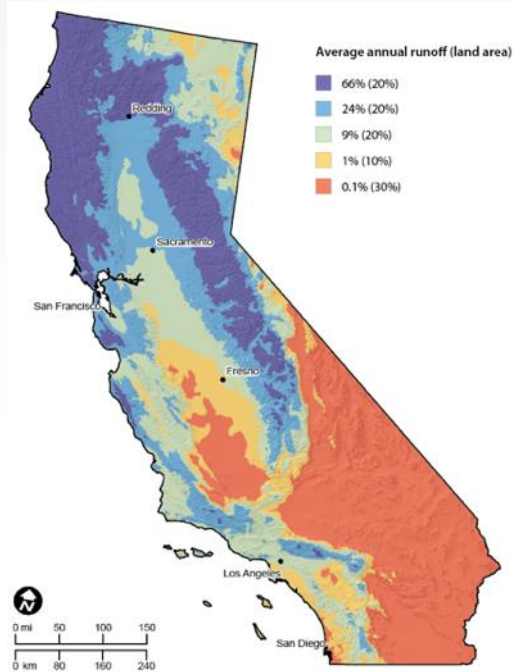 Average annual runoff (land area)
66% (20%)
24% (20%)
9% (20%)
1% (10%)
0.1% (30%)
Redding
Sacramento
San Francisco
Fresno
Los Angeles
San Diego
N
0 mi 50 100 150
0 km 80 160 240